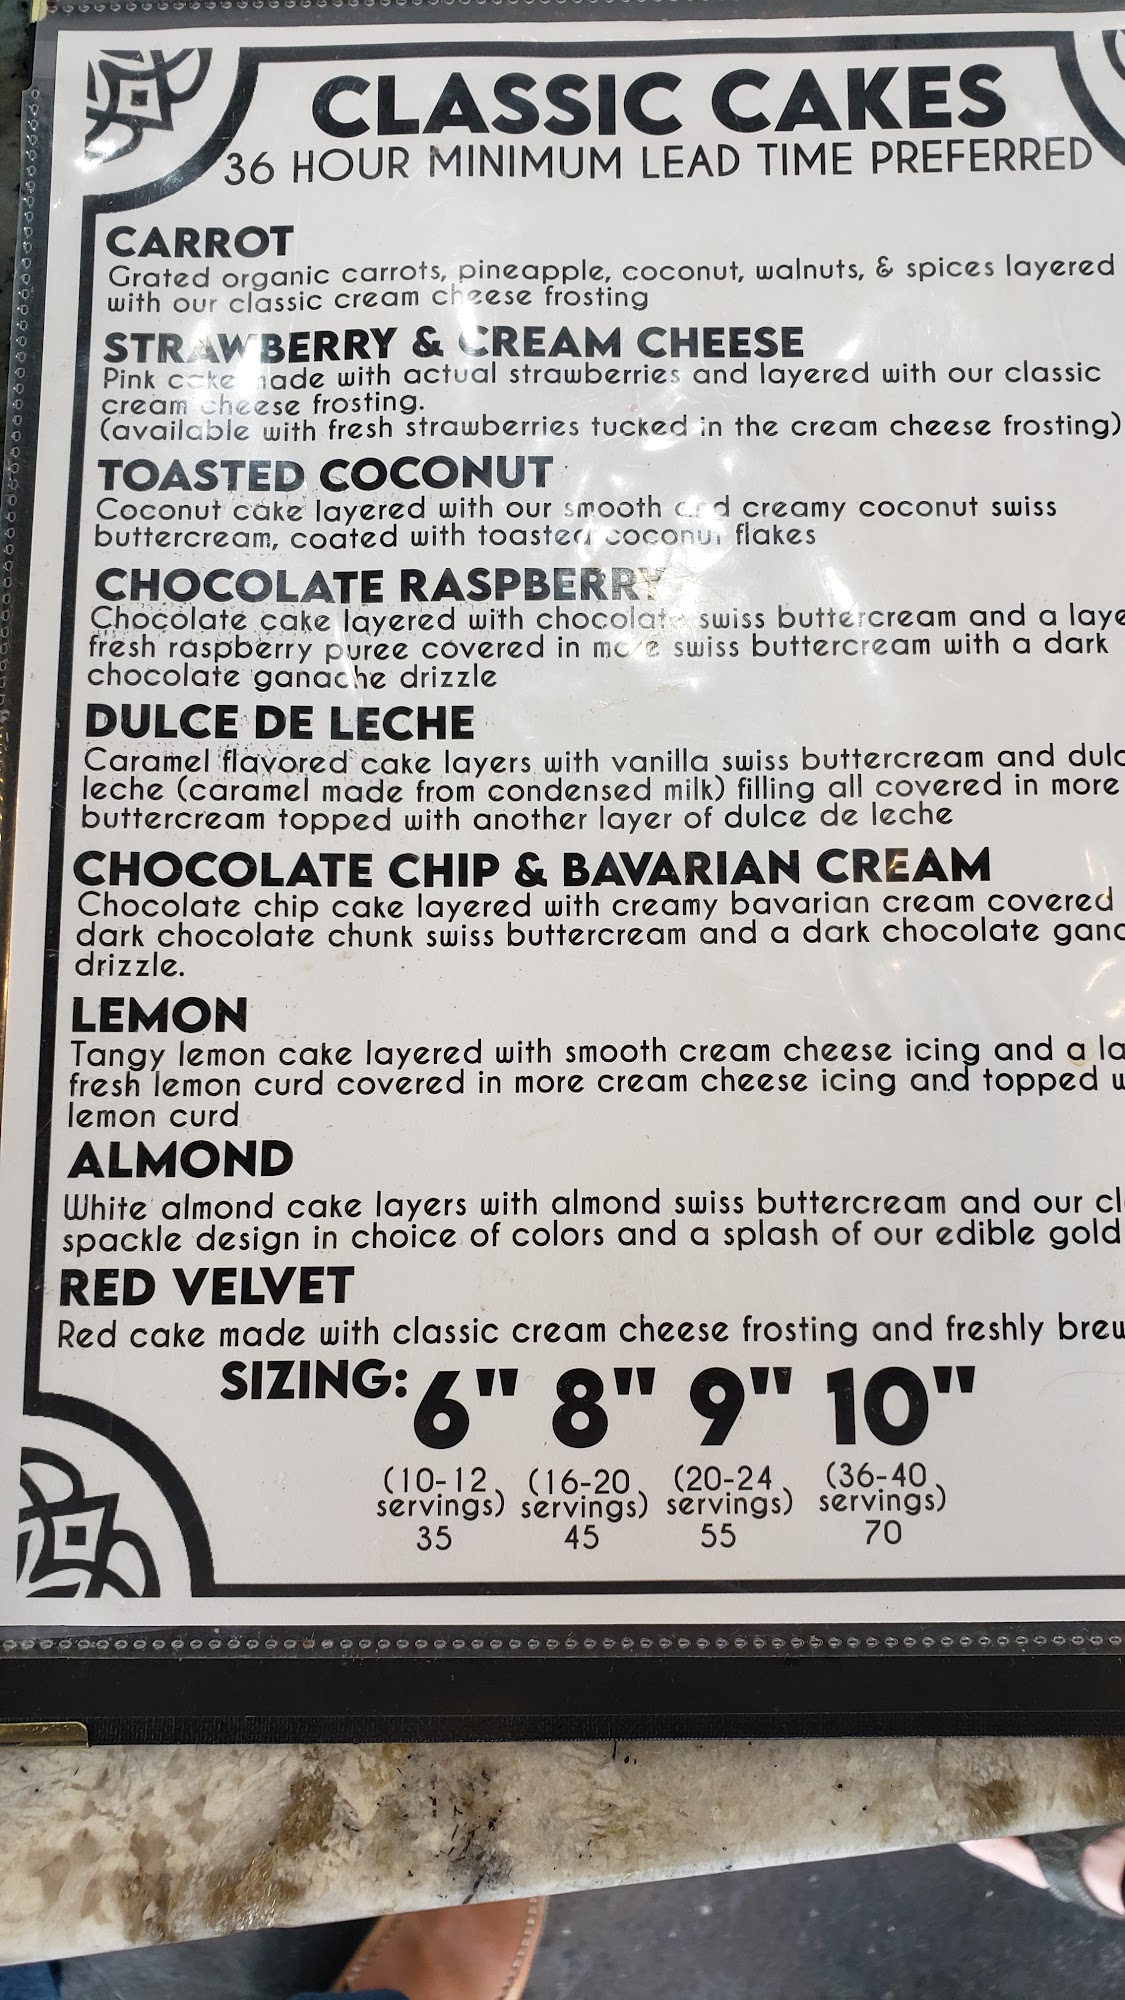 CLASSIC CAKES
36 HOUR MINIMUM LEAD TIME PREFERRED
CARROT
Grated organic carrots, pineapple, coconut, walnuts, & spices layered
with our classic cream cheese frosting
STRAWBERRY & CREAM CHEESE
Pink cake made with actual strawberries and layered with our classic
cream cheese frosting.
(available with fresh strawberries tucked in the cream cheese frosting)
TOASTED COCONUT
Coconut cake layered with our smooth and creamy coconut swiss
buttercream, coated with toasted coconut flakes
CHOCOLATE RASPBERRY
Chocolate cake layered with chocolate swiss buttercream and a laye
fresh raspberry puree covered in more swiss buttercream with a dark
chocolate ganache drizzle
DULCE DE LECHE
Caramel flavored cake layers with vanilla swiss buttercream and dulc
leche (caramel made from condensed milk) filling all covered in more
buttercream topped with another layer of dulce de leche
CHOCOLATE CHIP & BAVARIAN CREAM
Chocolate chip cake layered with creamy bavarian cream covered
dark chocolate chunk swiss buttercream and a dark chocolate gana
drizzle.
LEMON
Tangy lemon cake layered with smooth cream cheese icing and a la
fresh lemon curd covered in more cream cheese icing and topped w
lemon curd
ALMOND
White almond cake layers with almond swiss buttercream and our cl
spackle design in choice of colors and a splash of our edible gold
RED VELVET
Red cake made with classic cream cheese frosting and freshly brew
SIZING: 6" 8" 9" 10"
(10-12 (16-20 (20-24 (36-40
servings) servings) servings) servings)
35 45 55 70